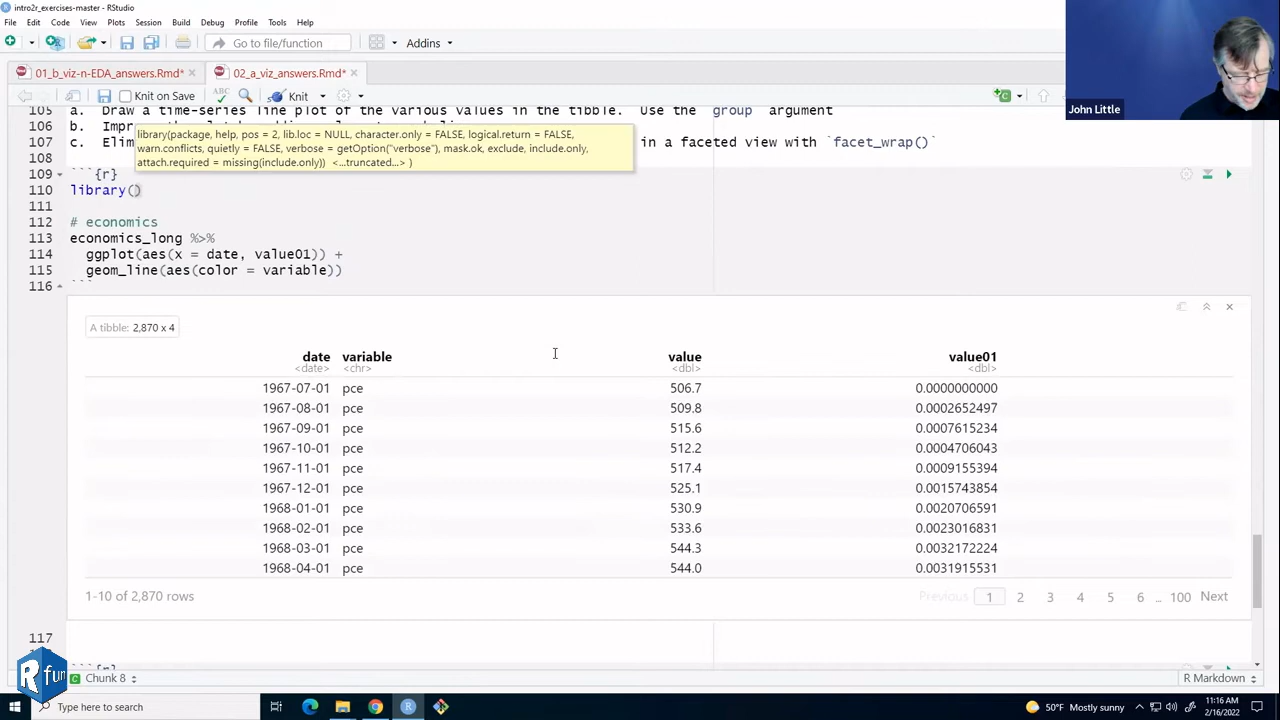 intro2r_exercises-master - RStudio
File Edit Code View Plots Session Build Debug Profile Tools Help
Go to file/function
Addins
01_b_viz-n-EDA_answers.Rmd*
02_a_viz_answers.Rmd*
Knit on Save
ABC
Knit
John Little
105 a. Draw a time-series line plot of the various values in the tibble. Use the `group` argument
106 b. Impr
107 c. Elim in a faceted view with `facet_wrap()`
library(package, help, pos = 2, lib.loc = NULL, character.only = FALSE, logical.return = FALSE,
warn.conflicts, quietly = FALSE, verbose = getOption("verbose"), mask.ok, exclude, include.only,
attach.required = missing(include.only)) <...truncated...> )
108
109 ```{r}
110 library()
111
112 # economics
113 economics_long %>%
114 ggplot(aes(x = date, value01)) +
115 geom_line(aes(color = variable))
116 ```
A tibble: 2,870 x 4
date variable value value01
<date> <chr> <dbl> <dbl>
1967-07-01 pce 506.7 0.0000000000
1967-08-01 pce 509.8 0.0002652497
1967-09-01 pce 515.6 0.0007615234
1967-10-01 pce 512.2 0.0004706043
1967-11-01 pce 517.4 0.0009155394
1967-12-01 pce 525.1 0.0015743854
1968-01-01 pce 530.9 0.0020706591
1968-02-01 pce 533.6 0.0023016831
1968-03-01 pce 544.3 0.0032172224
1968-04-01 pce 544.0 0.0031915531
1-10 of 2,870 rows
Previous 1 2 3 4 5 6 ... 100 Next
117
```{r}
R fun
Chunk 8
R Markdown
Type here to search
50°F Mostly sunny
11:16 AM
2/16/2022